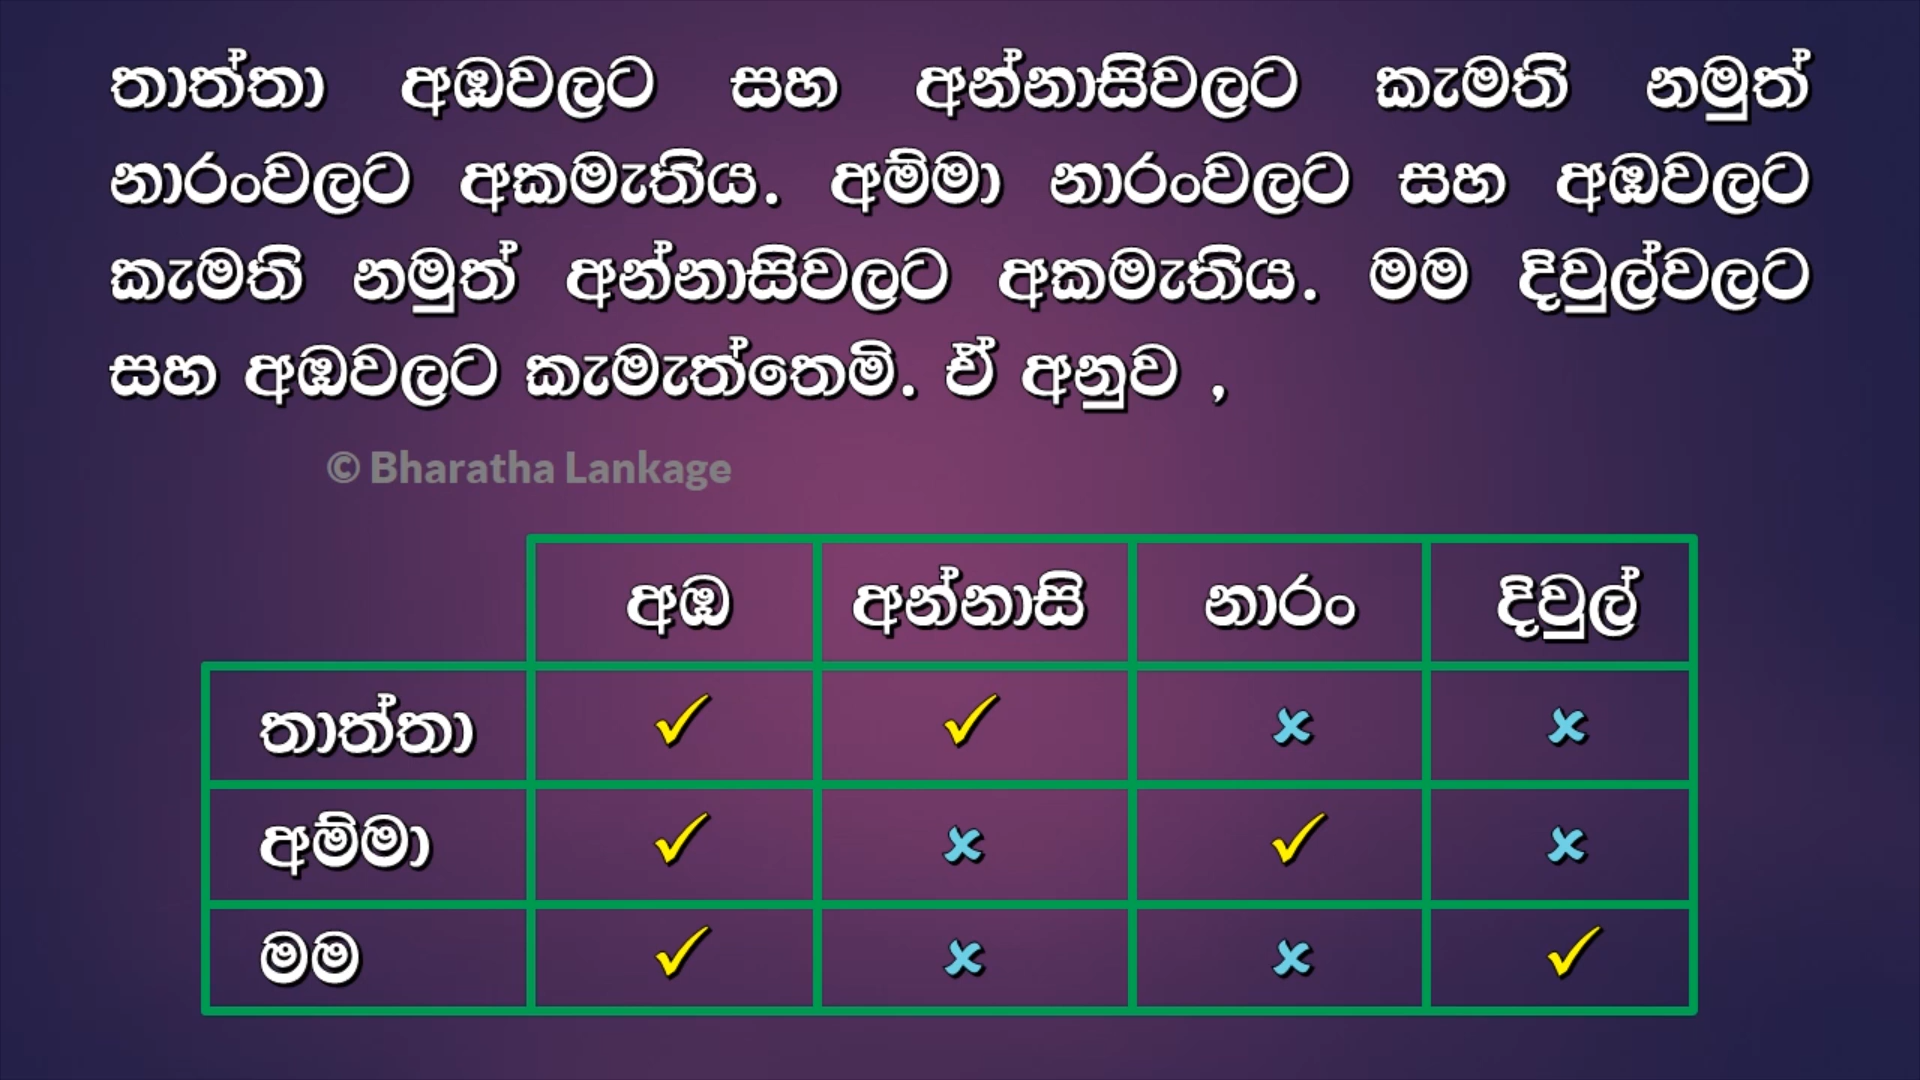 තාත්තා අඹවලට සහ අන්නාසිවලට කැමති නමුත්
නාරංවලට අකමැතිය. අම්මා නාරංවලට සහ අඹවලට
කැමති නමුත් අන්නාසිවලට අකමැතිය. මම දිවුල්වලට
සහ අඹවලට කැමැත්තෙමි. ඒ අනුව ,
© Bharatha Lankage
අඹ අන්නාසි නාරං දිවුල්
තාත්තා ✓ ✓ ✗ ✗
අම්මා ✓ ✗ ✓ ✗
මම ✓ ✗ ✗ ✓